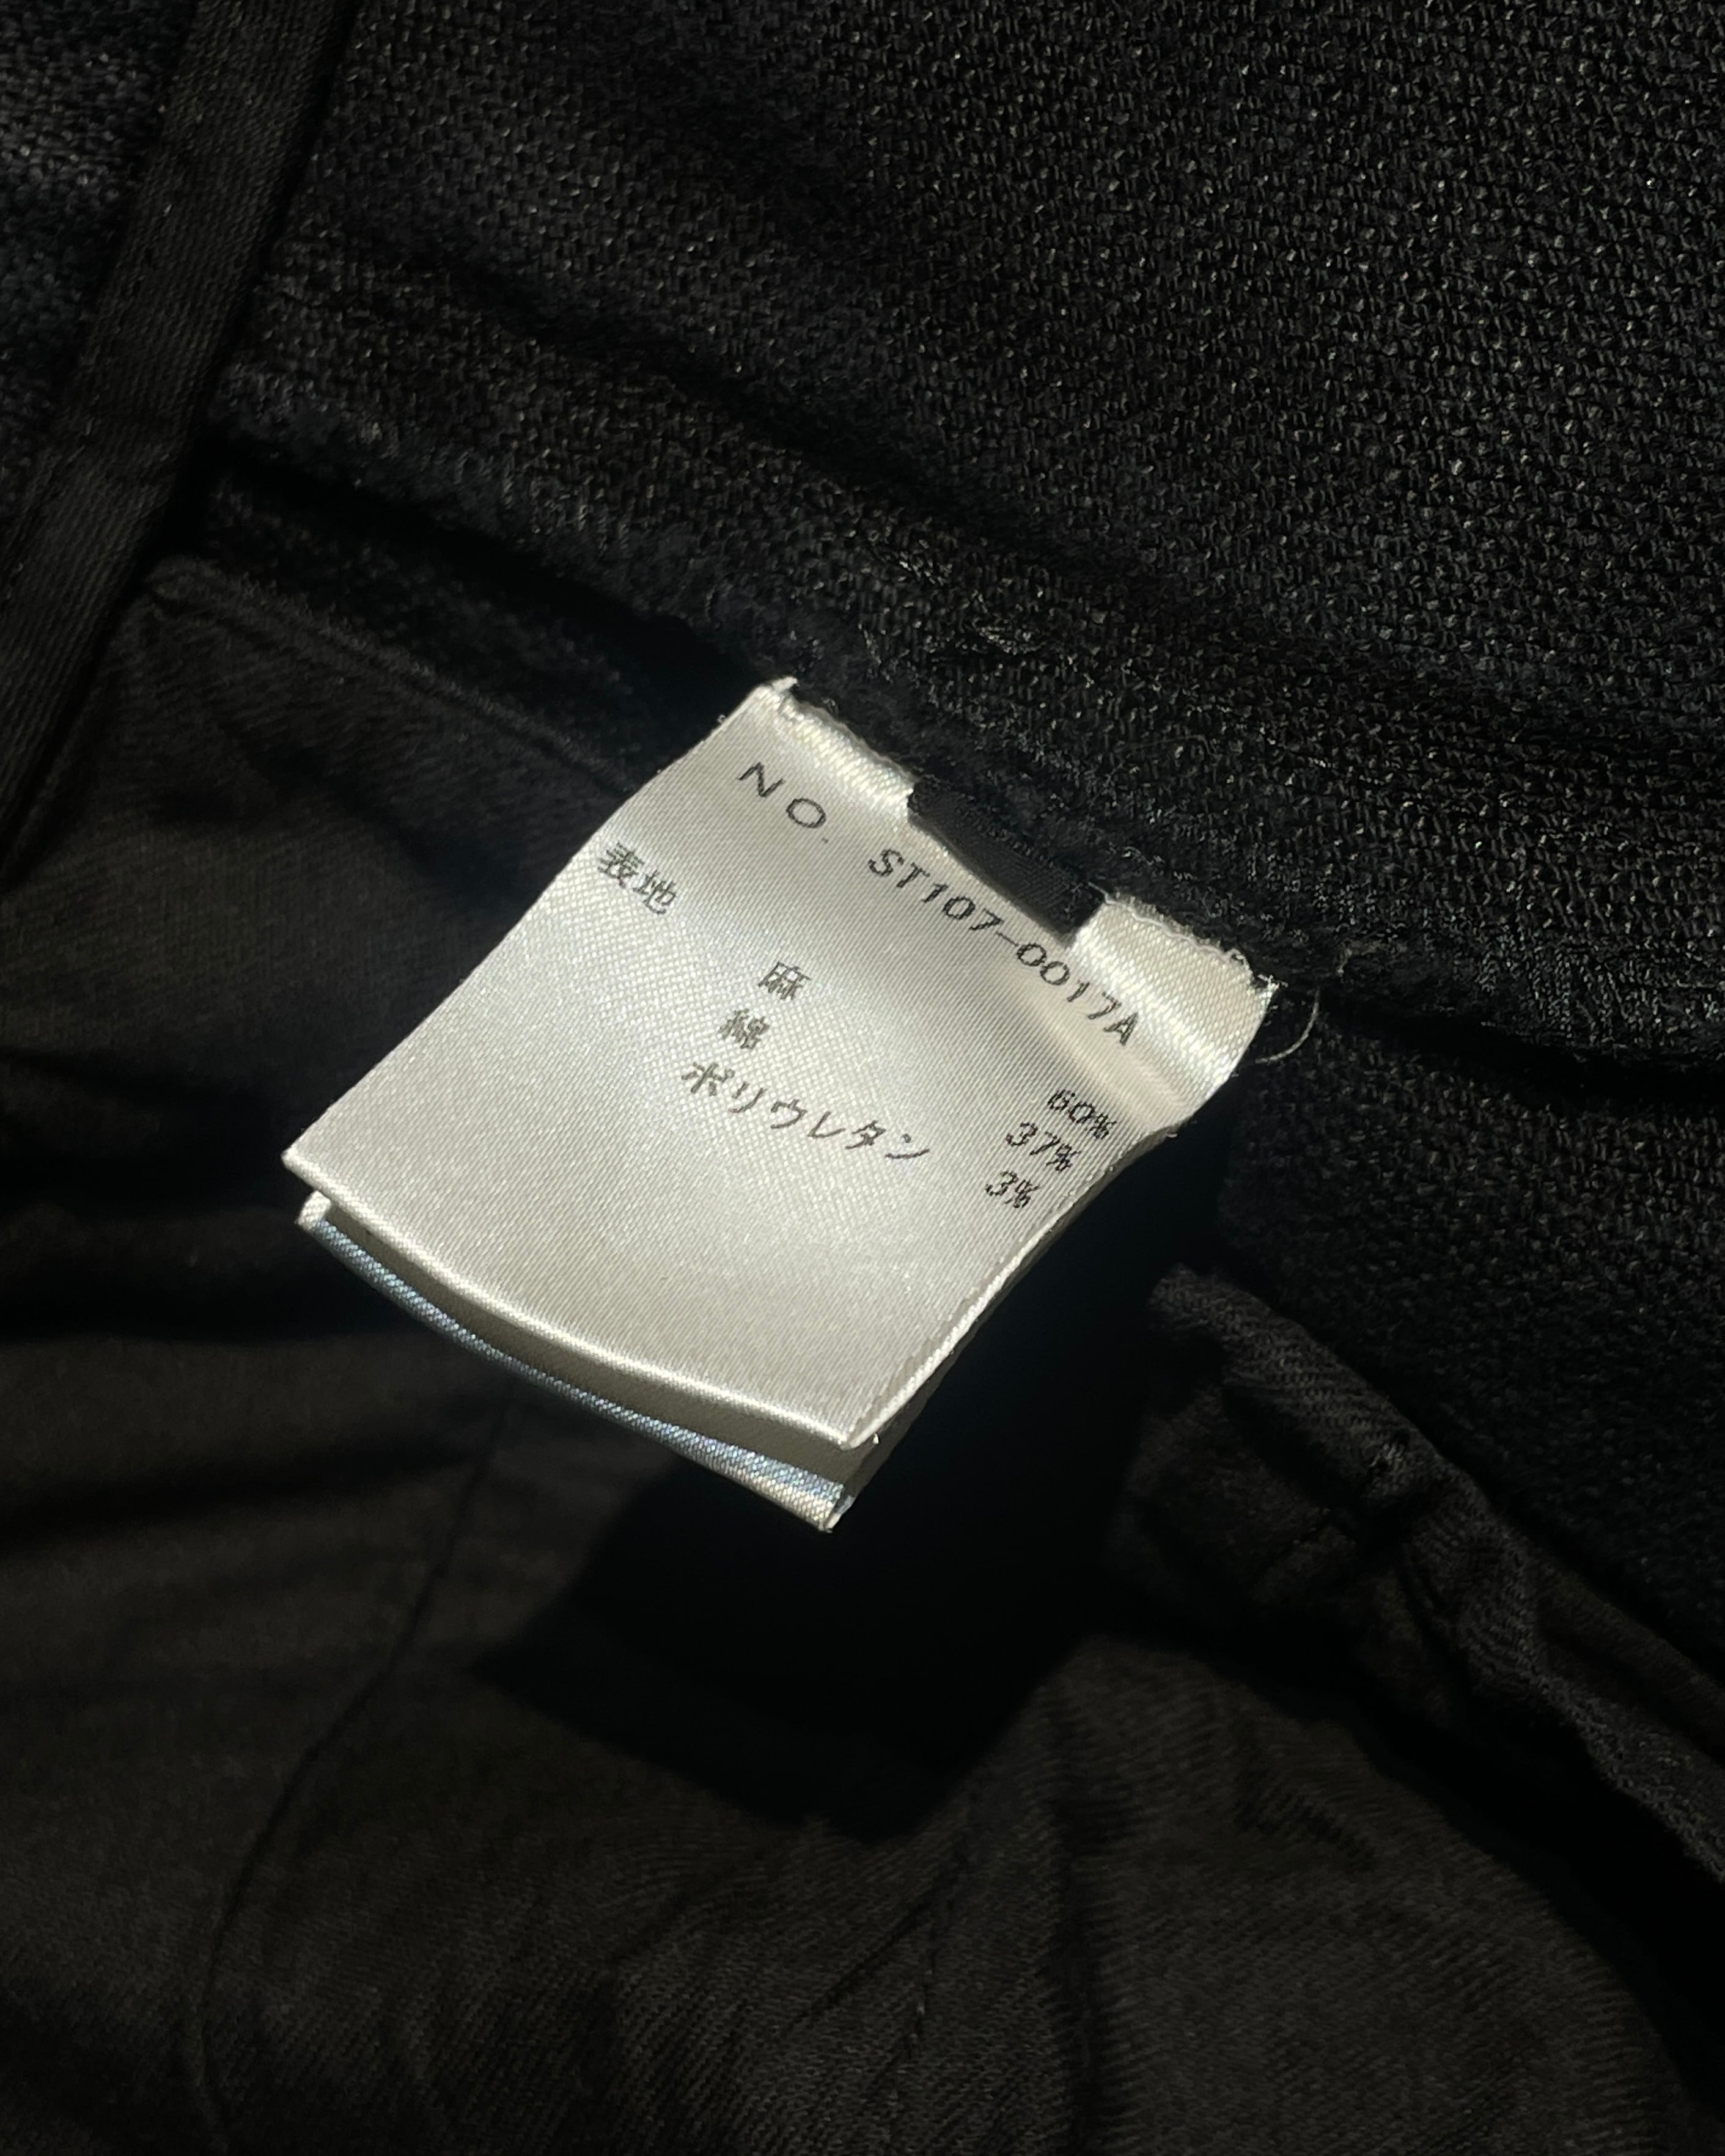 NO. ST107-0017A
表地
麻 60%
綿 37%
ポリウレタン 3%